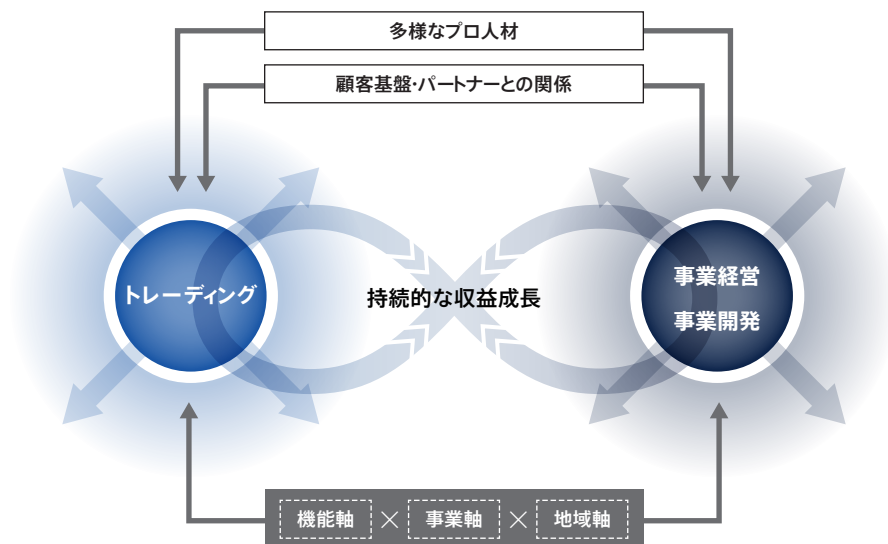 多様なプロ人材
顧客基盤・パートナーとの関係
トレーディング
持続的な収益成長
事業経営
事業開発
機能軸 × 事業軸 × 地域軸